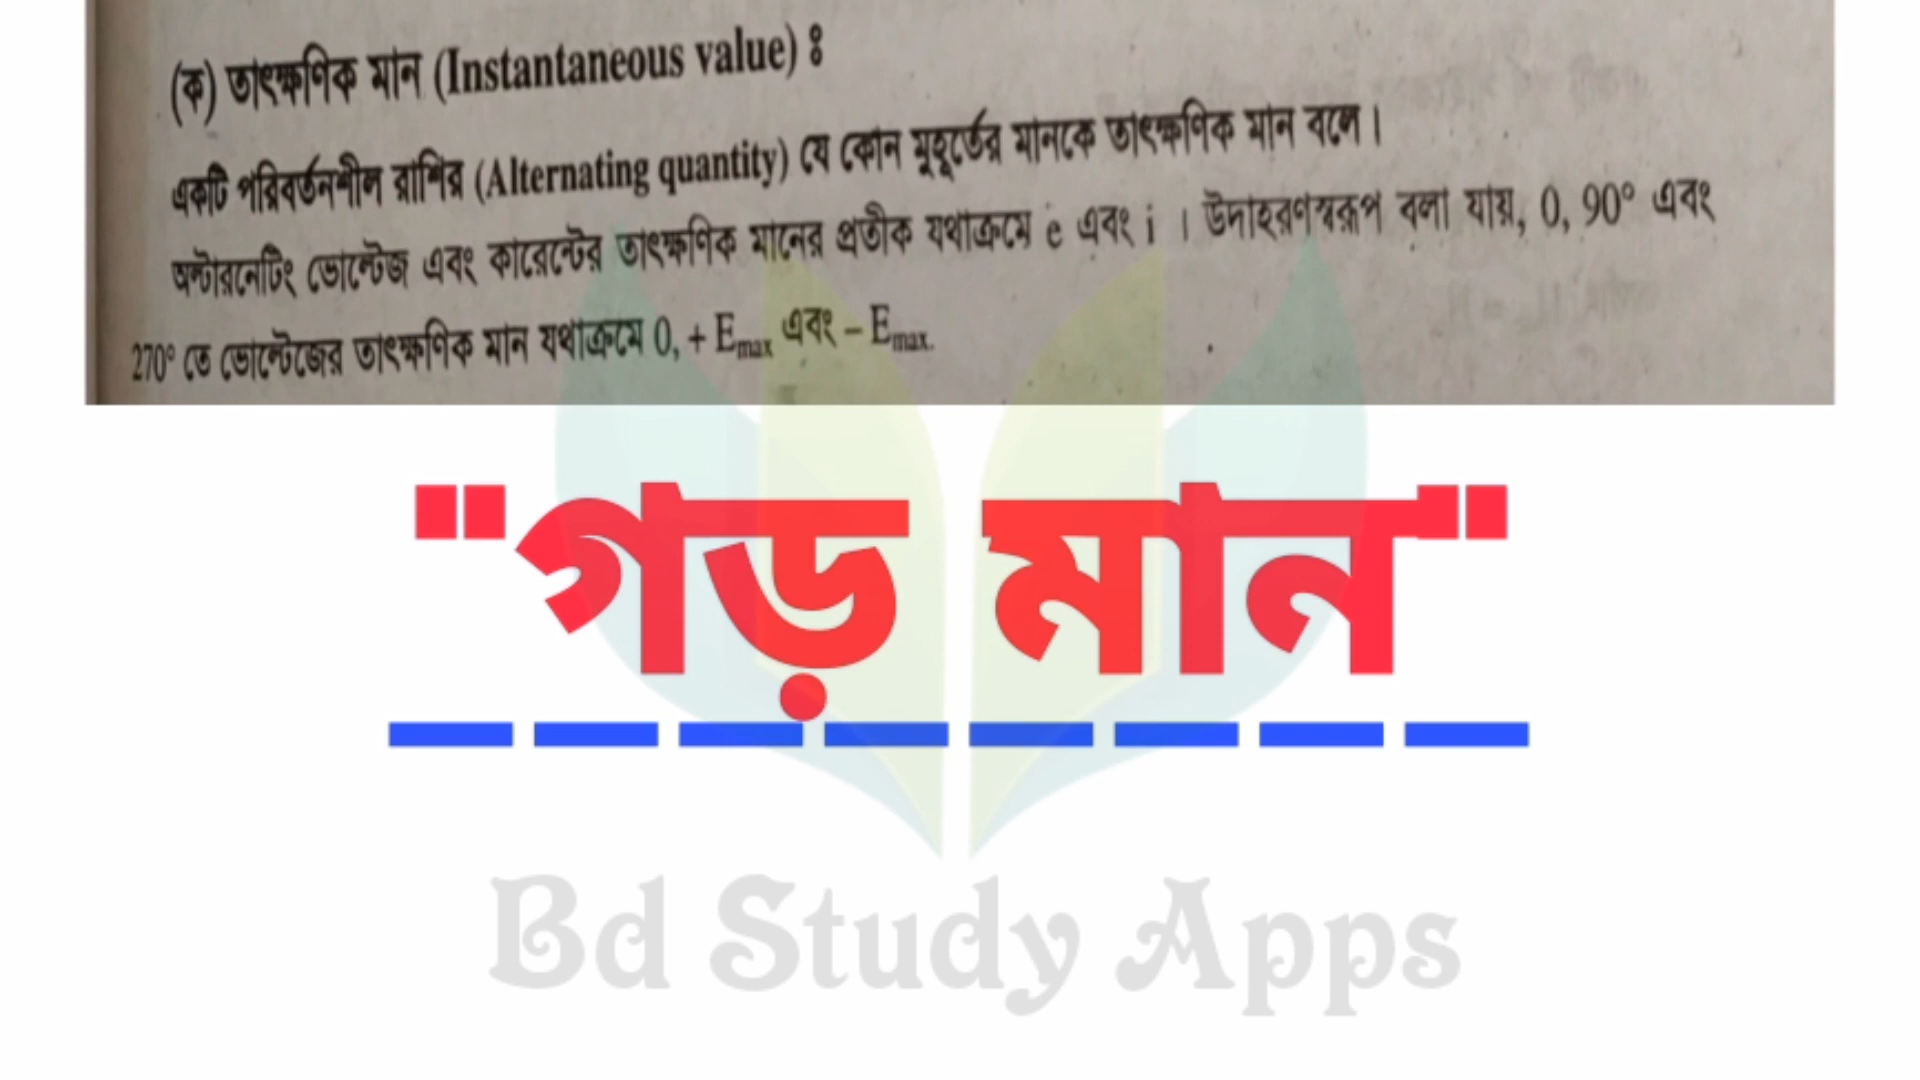 (ক) তাৎক্ষণিক মান (Instantaneous value) ঃ
একটি পরিবর্তনশীল রাশির (Alternating quantity) যে কোন মুহূর্তের মানকে তাৎক্ষণিক মান বলে।
অল্টারনেটিং ভোল্টেজ এবং কারেন্টের তাৎক্ষণিক মানের প্রতীক যথাক্রমে e এবং i । উদাহরণস্বরূপ বলা যায়, 0, 90° এবং
270° তে ভোল্টেজের তাৎক্ষণিক মান যথাক্রমে 0, + Emax এবং – Emax.
"গড় মান"
Bd Study Apps